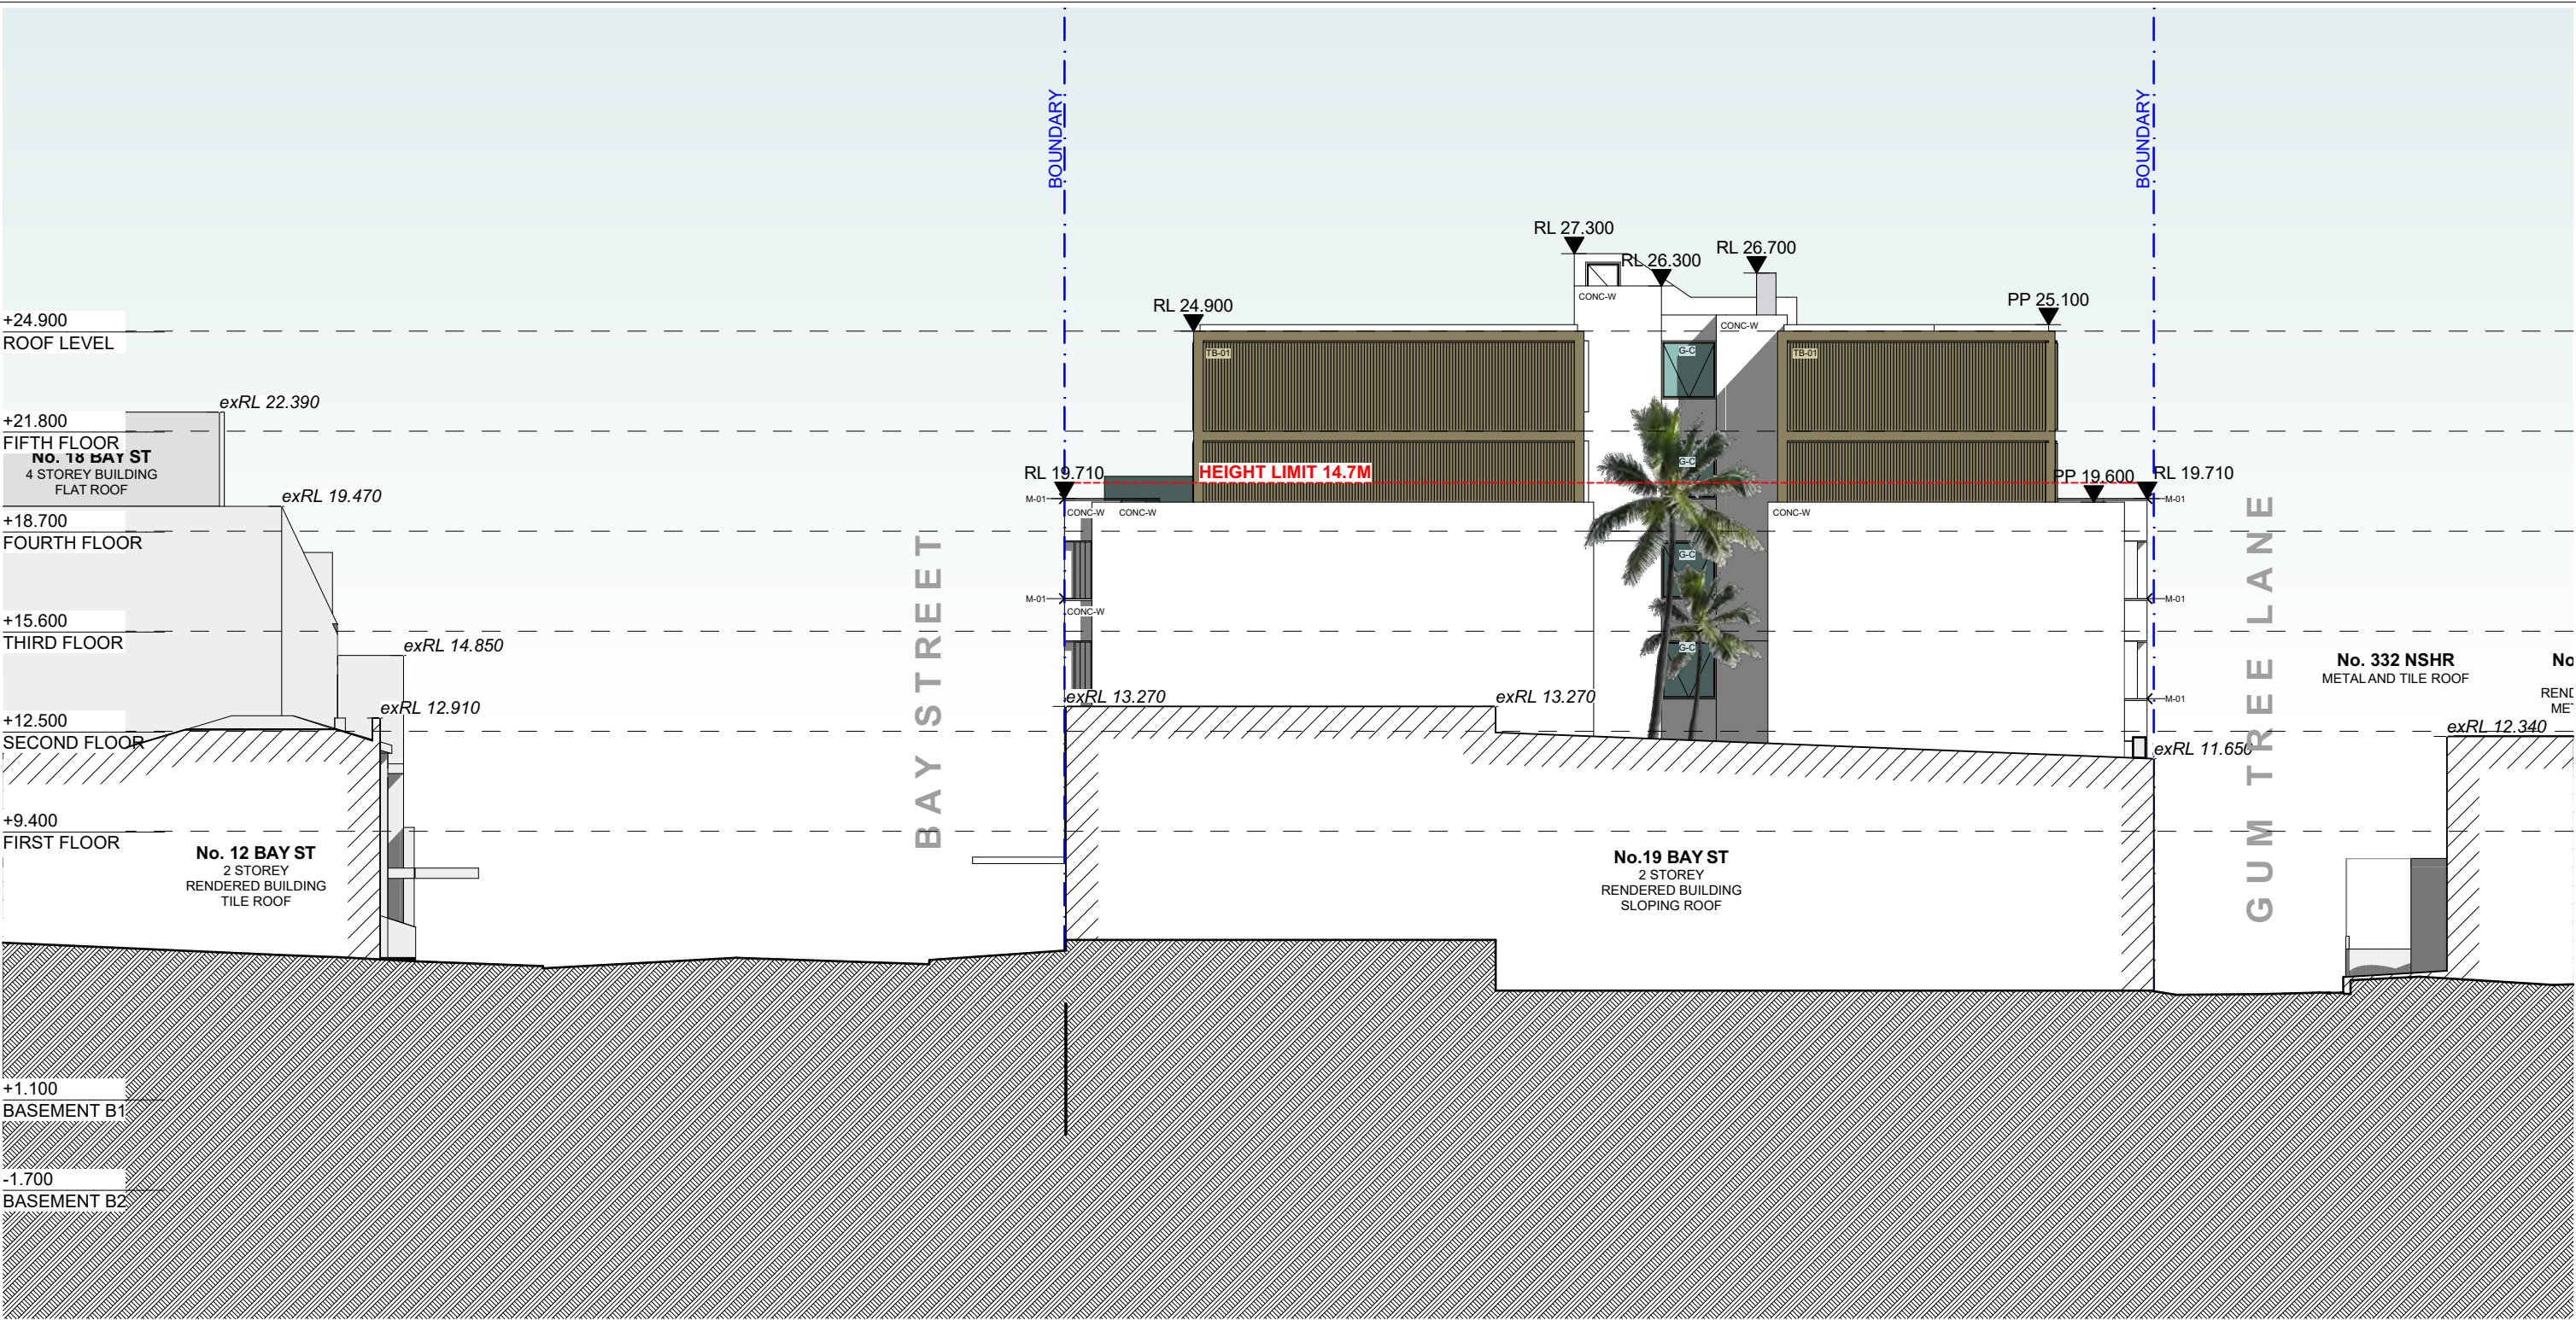 BOUNDARY
BOUNDARY
RL 27.300
RL 26.300
RL 26.700
RL 24.900
PP 25.100
CONC-W
CONC-W
+24.900
ROOF LEVEL
TB-01
G-C
TB-01
exRL 22.390
+21.800
FIFTH FLOOR
No. 18 BAY ST
4 STOREY BUILDING
FLAT ROOF
exRL 19.470
RL 19.710
HEIGHT LIMIT 14.7M
G-C
PP 19.600
RL 19.710
M-01
M-01
CONC-W
CONC-W
CONC-W
+18.700
FOURTH FLOOR
BAY STREET
GUM TREE LANE
G-C
M-01
M-01
CONC-W
+15.600
THIRD FLOOR
exRL 14.850
G-C
No. 332 NSHR
METAL AND TILE ROOF
No
REND
ME
exRL 13.270
exRL 13.270
M-01
exRL 12.910
+12.500
SECOND FLOOR
exRL 11.650
exRL 12.340
+9.400
FIRST FLOOR
No. 12 BAY ST
2 STOREY
RENDERED BUILDING
TILE ROOF
No.19 BAY ST
2 STOREY
RENDERED BUILDING
SLOPING ROOF
+1.100
BASEMENT B1
-1.700
BASEMENT B2